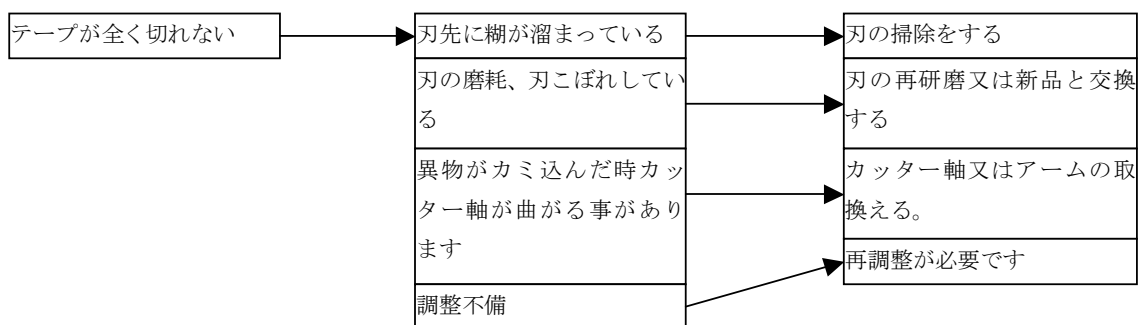 テープが全く切れない
刃先に糊が溜まっている
刃の掃除をする
刃の磨耗、刃こぼれしてい
る
刃の再研磨又は新品と交換
する
異物がカミ込んだ時カッ
ター軸が曲がる事があり
ます
カッター軸又はアームの取
換える。
調整不備
再調整が必要です